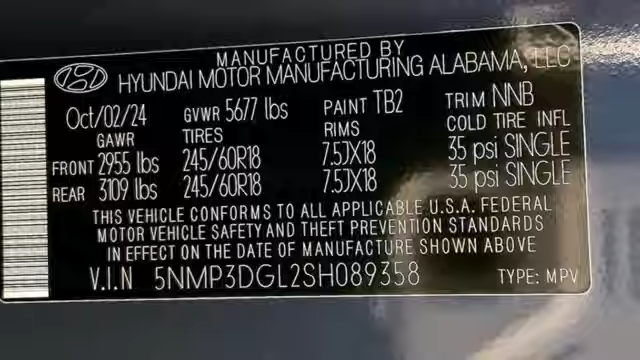 MANUFACTURED BY
HYUNDAI MOTOR MANUFACTURING ALABAMA, LLC
Oct/02/24 GVWR 5677 lbs PAINT TB2 TRIM NNB
GAWR TIRES RIMS COLD TIRE INFL
FRONT 2955 lbs 245/60R18 7.5JX18 35 psi SINGLE
REAR 3109 lbs 245/60R18 7.5JX18 35 psi SINGLE
THIS VEHICLE CONFORMS TO ALL APPLICABLE U.S.A. FEDERAL
MOTOR VEHICLE SAFETY AND THEFT PREVENTION STANDARDS
IN EFFECT ON THE DATE OF MANUFACTURE SHOWN ABOVE
V.I.N 5NMP3DGL2SH089358 TYPE: MPV